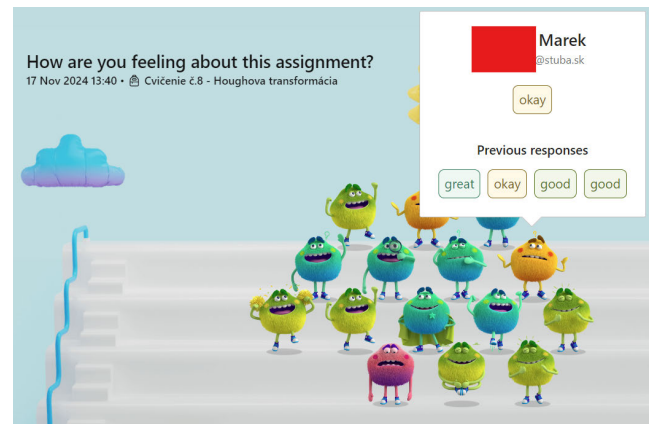 How are you feeling about this assignment?
17 Nov 2024 13:40 • Cvičenie č.8 - Houghova transformácia
Marek
@stuba.sk
okay
Previous responses
great okay good good